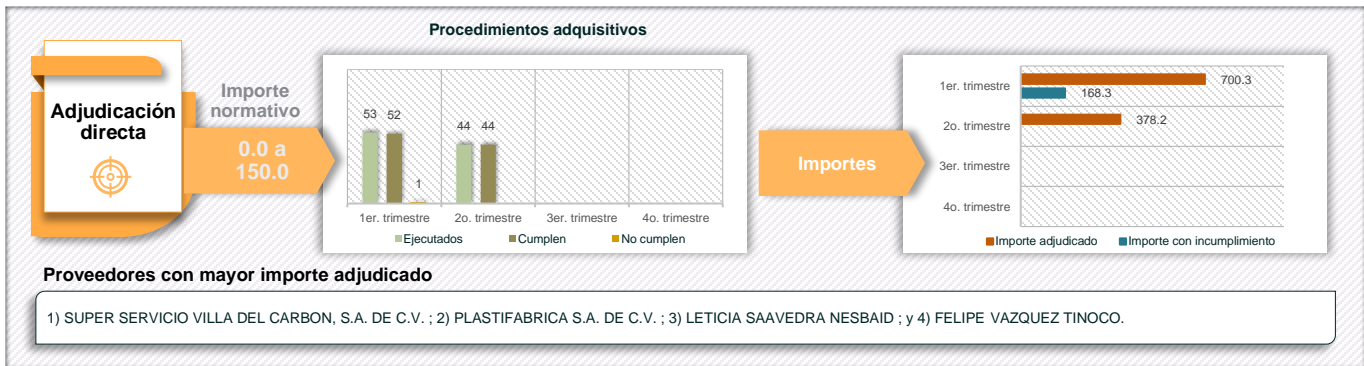 Adjudicación
directa
Importe
normativo
0.0 a
150.0
Procedimientos adquisitivos
53 52
1
44 44
1er. trimestre 2o. trimestre 3er. trimestre 4o. trimestre
Ejecutados Cumplen No cumplen
Importes
1er. trimestre
700.3
168.3
2o. trimestre
378.2
3er. trimestre
4o. trimestre
Importe adjudicado Importe con incumplimiento
Proveedores con mayor importe adjudicado
1) SUPER SERVICIO VILLA DEL CARBON, S.A. DE C.V. ; 2) PLASTIFABRICA S.A. DE C.V. ; 3) LETICIA SAAVEDRA NESBAID ; y 4) FELIPE VAZQUEZ TINOCO.